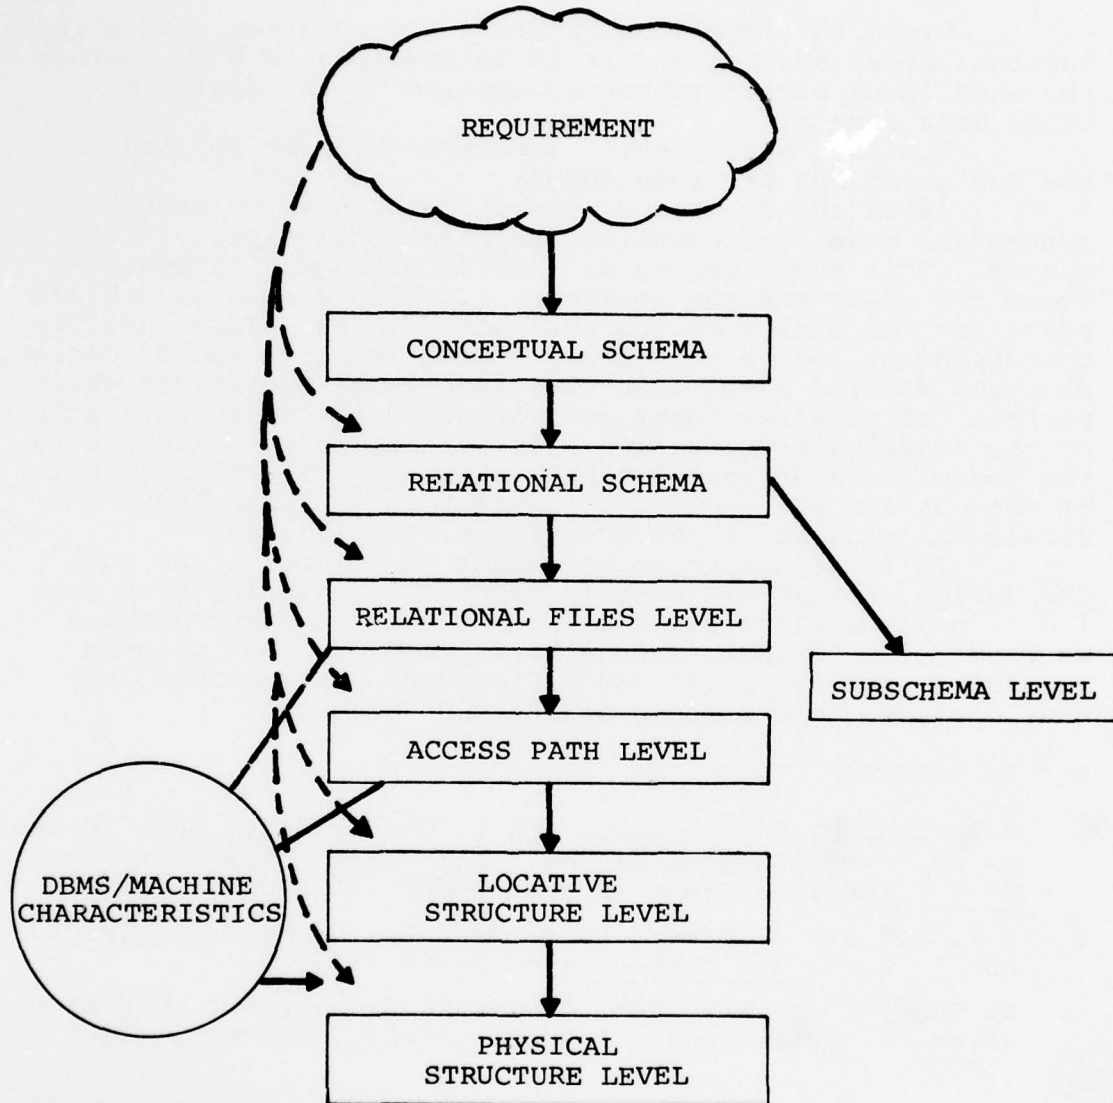 REQUIREMENT
CONCEPTUAL SCHEMA
RELATIONAL SCHEMA
RELATIONAL FILES LEVEL
SUBSCHEMA LEVEL
ACCESS PATH LEVEL
DBMS/MACHINE
CHARACTERISTICS
LOCATIVE
STRUCTURE LEVEL
PHYSICAL
STRUCTURE LEVEL